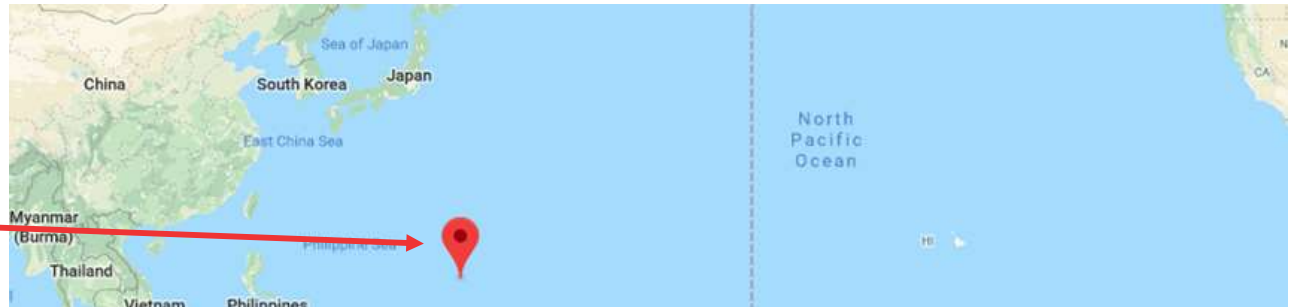 Sea of Japan
China
South Korea
Japan
CA
North
Pacific
Ocean
East China Sea
Myanmar
(Burma)
Philippine Sea
HI
Thailand
Vietnam
Philippines